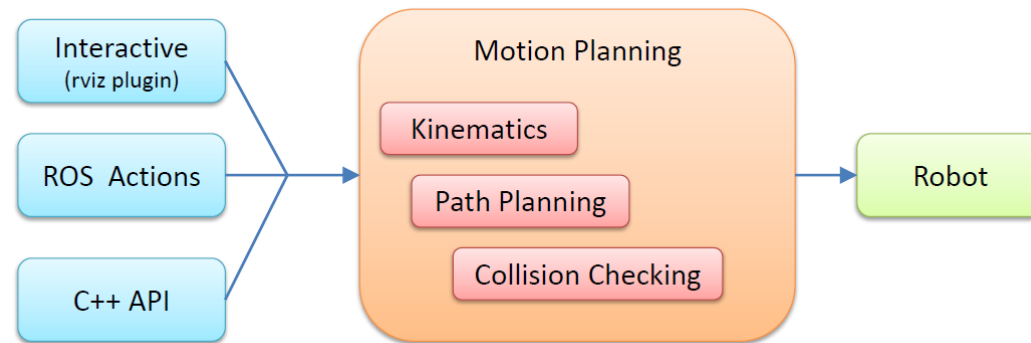 Interactive
(rviz plugin)
ROS Actions
C++ API
Motion Planning
Kinematics
Path Planning
Collision Checking
Robot